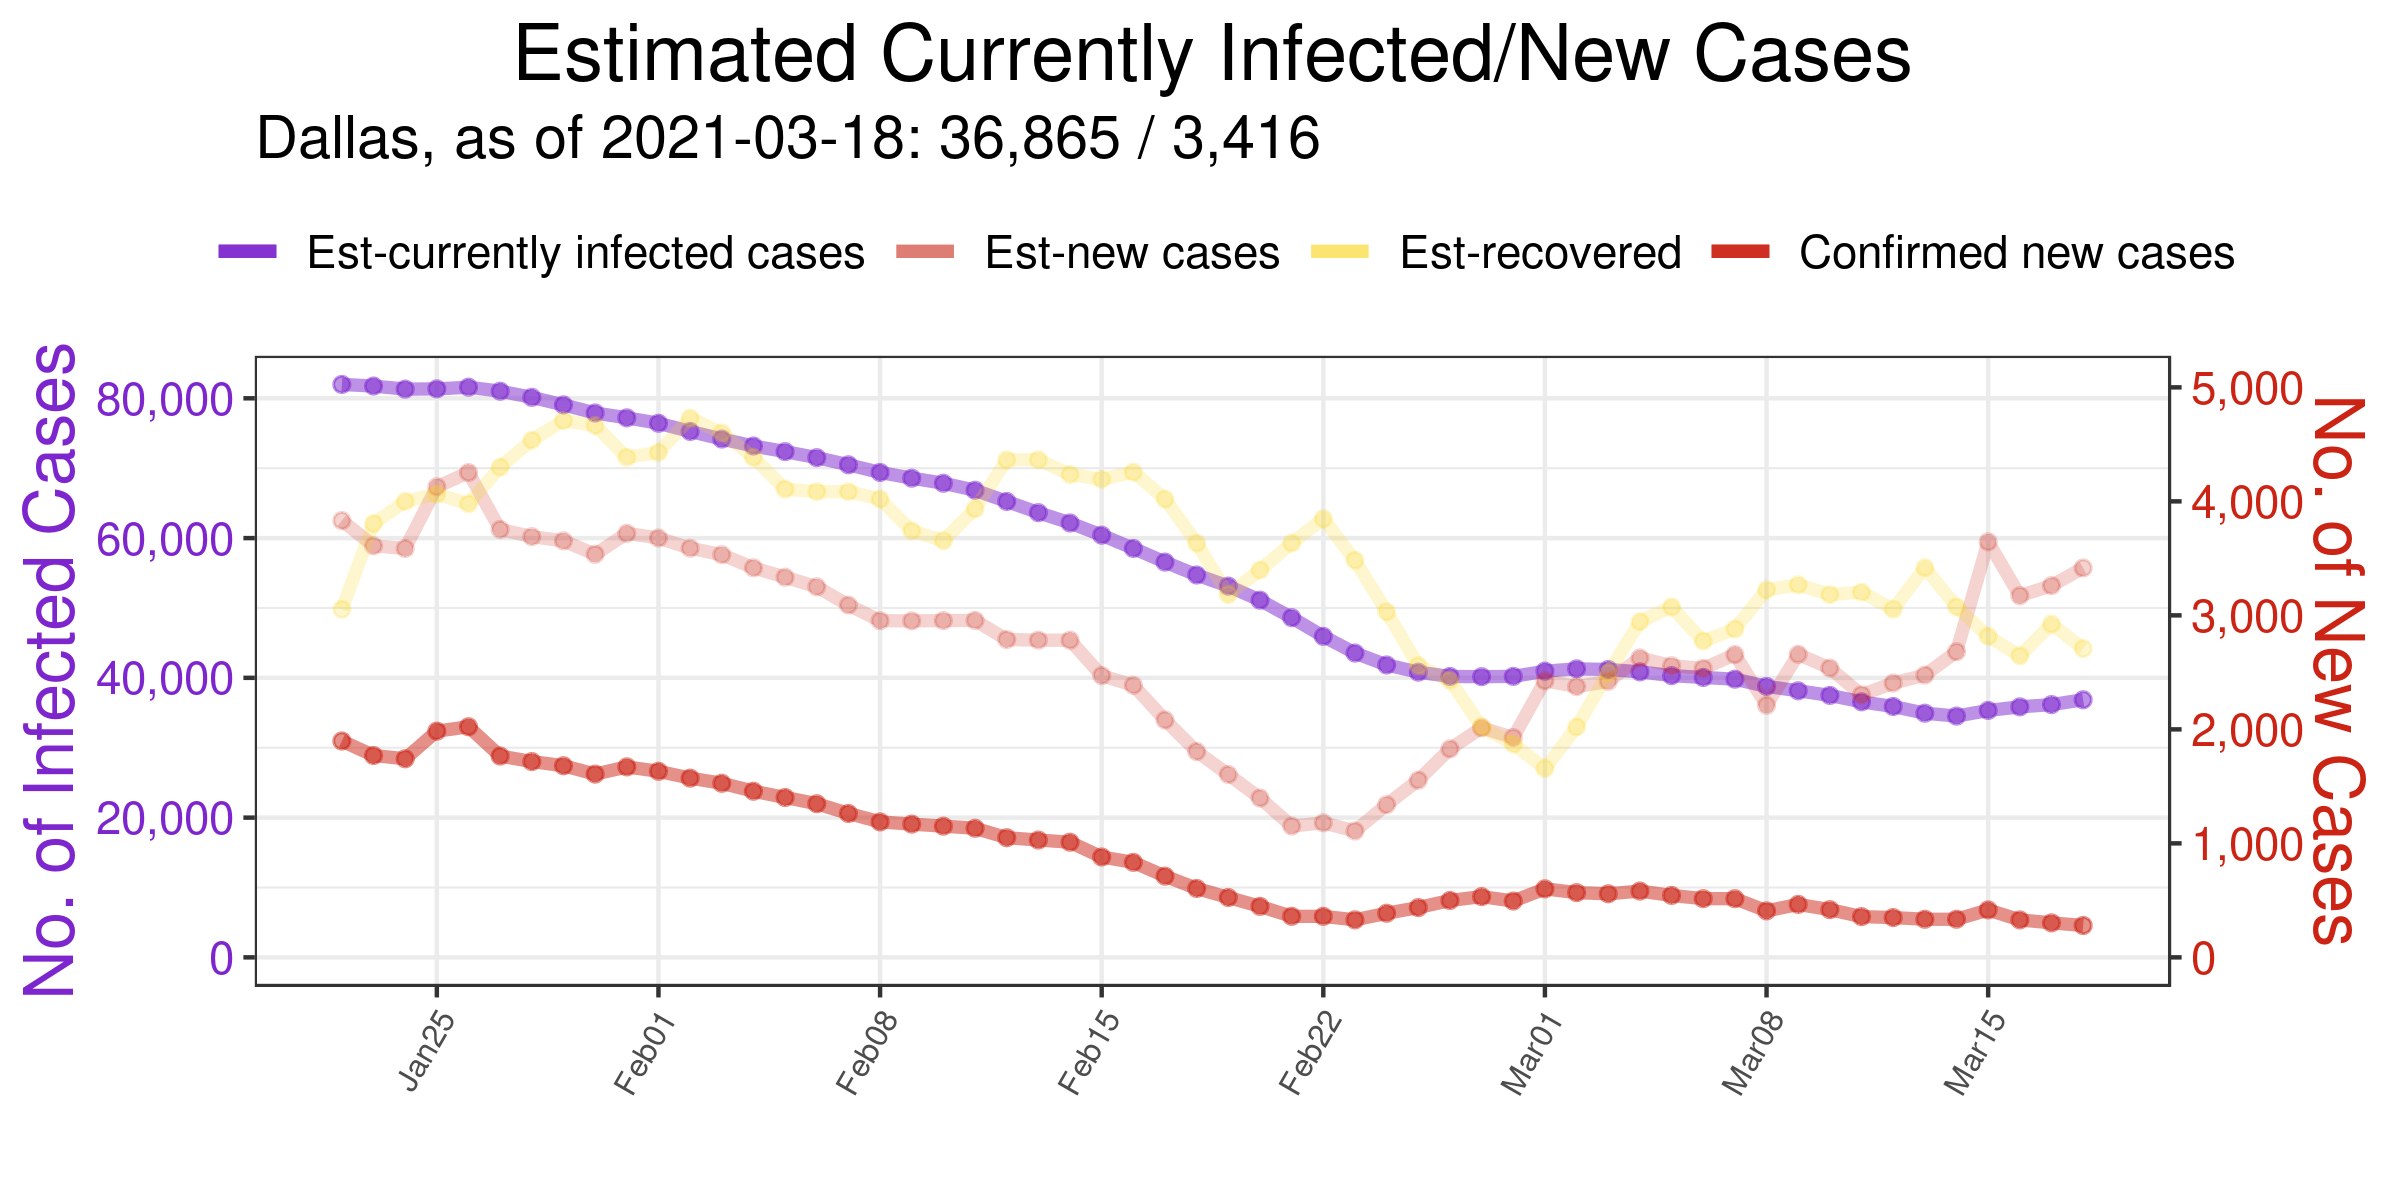 Estimated Currently Infected/New Cases
Dallas, as of 2021-03-18: 36,865 / 3,416
Est-currently infected cases Est-new cases Est-recovered Confirmed new cases
No. of Infected Cases
80,000
60,000
40,000
20,000
0
5,000
4,000
3,000
2,000
1,000
0
No. of New Cases
Jan25 Feb01 Feb08 Feb15 Feb22 Mar01 Mar08 Mar15